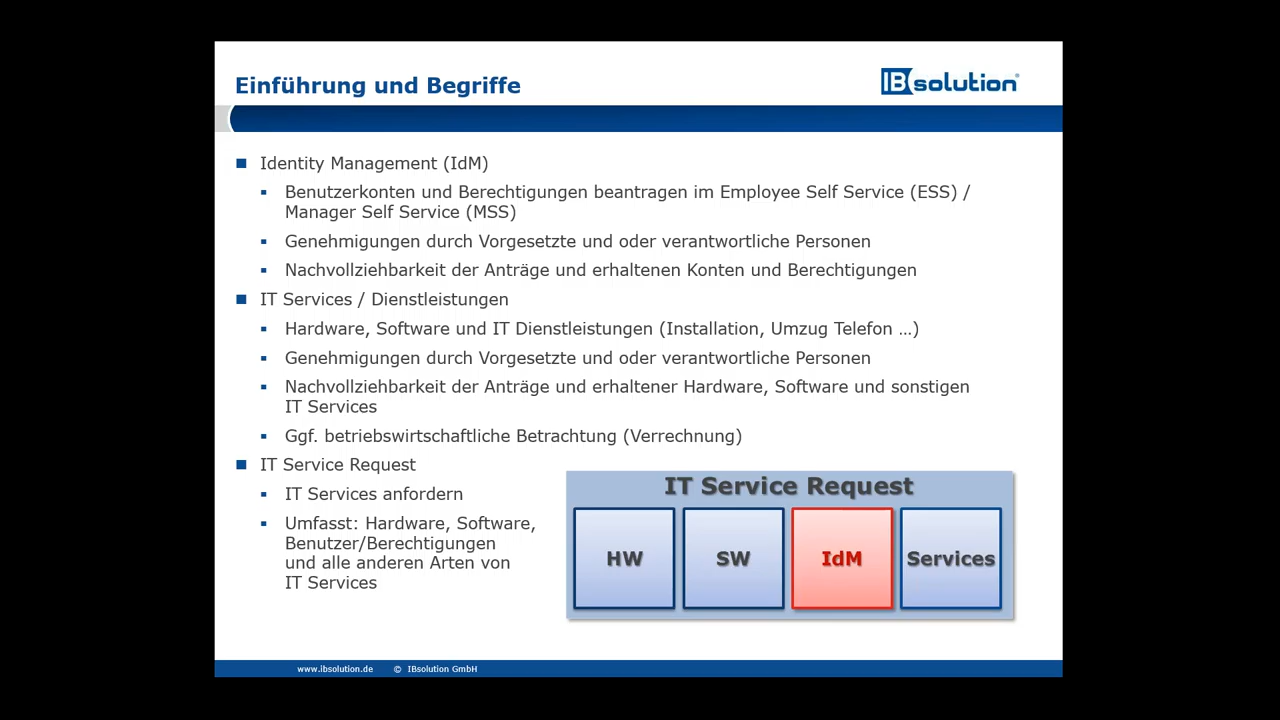 Einführung und Begriffe
IBsolution®
Identity Management (IdM)
Benutzerkonten und Berechtigungen beantragen im Employee Self Service (ESS) /
Manager Self Service (MSS)
Genehmigungen durch Vorgesetzte und oder verantwortliche Personen
Nachvollziehbarkeit der Anträge und erhaltenen Konten und Berechtigungen
IT Services / Dienstleistungen
Hardware, Software und IT Dienstleistungen (Installation, Umzug Telefon …)
Genehmigungen durch Vorgesetzte und oder verantwortliche Personen
Nachvollziehbarkeit der Anträge und erhaltener Hardware, Software und sonstigen
IT Services
Ggf. betriebswirtschaftliche Betrachtung (Verrechnung)
IT Service Request
IT Services anfordern
Umfasst: Hardware, Software,
Benutzer/Berechtigungen
und alle anderen Arten von
IT Services
IT Service Request
HW SW IdM Services
www.ibsolution.de © IBsolution GmbH